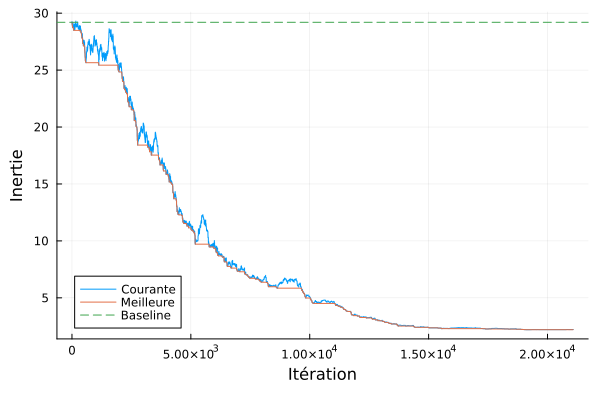 30
25
20
15
10
5
Inertie
Courante
Meilleure
Baseline
0 5.00×10³ 1.00×10⁴ 1.50×10⁴ 2.00×10⁴
Itération